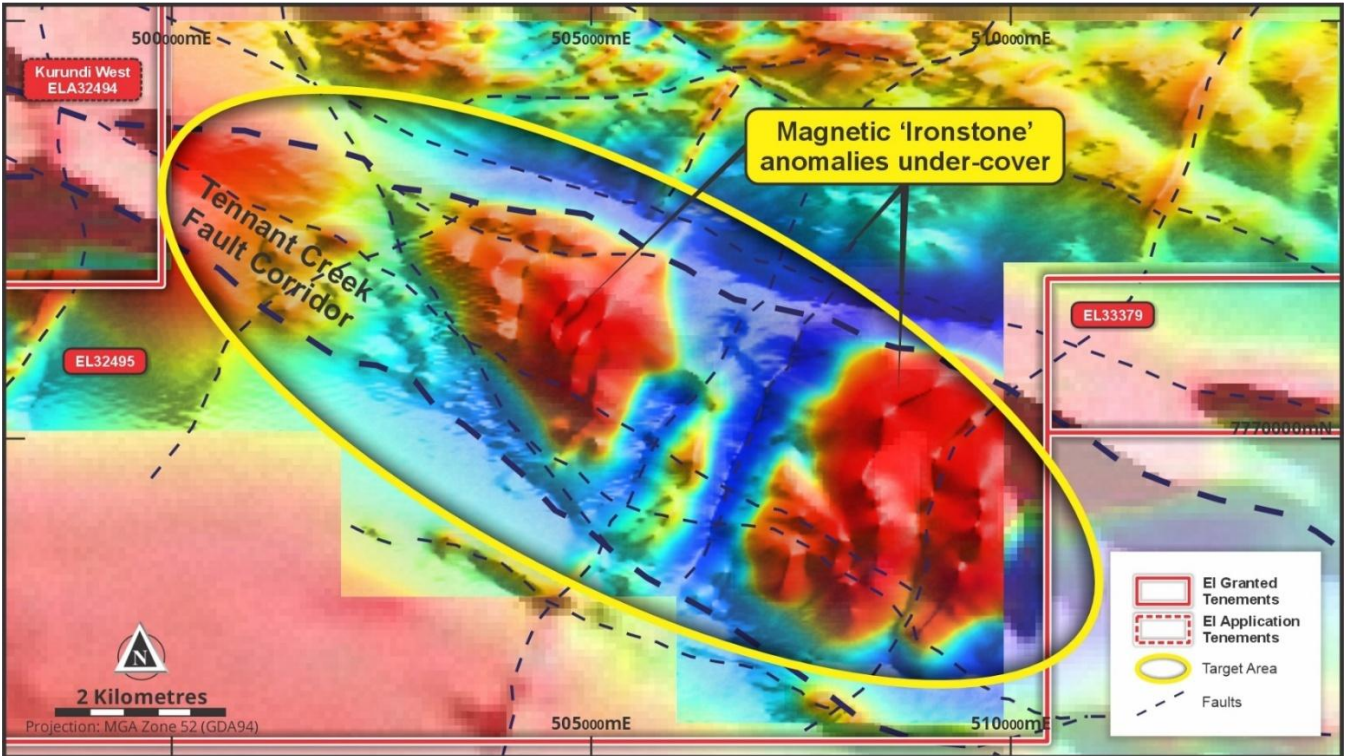 500000mE
505000mE
510000mE
Kurundi West
ELA32494
Magnetic 'Ironstone'
anomalies under-cover
Tennant Creek
Fault Corridor
EL33379
EL32495
7770000mN
El Granted
Tenements
El Application
Tenements
Target Area
Faults
N
2 Kilometres
Projection: MGA Zone 52 (GDA94)
505000mE
510000mE